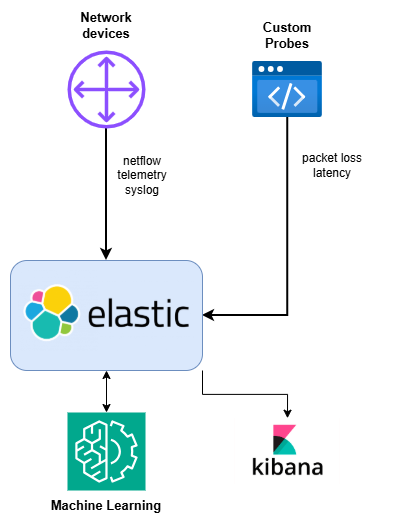 Network
devices
Custom
Probes
</>
netflow
telemetry
syslog
packet loss
latency
elastic
kibana
Machine Learning